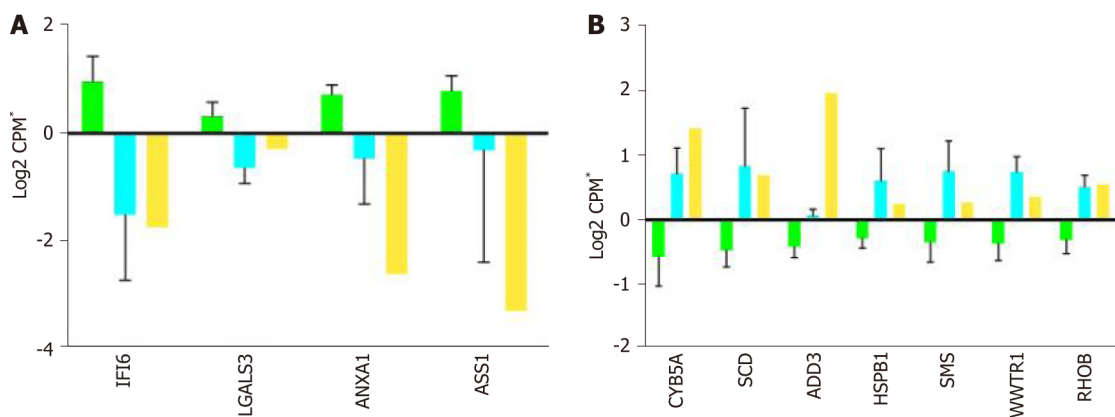 A
Log2 CPM*
2
0
-2
-4
IFI6
LGALS3
ANXA1
ASS1
B
Log2 CPM*
3
2
1
0
-1
-2
CYB5A
SCD
ADD3
HSPB1
SMS
WWTR1
RHOB